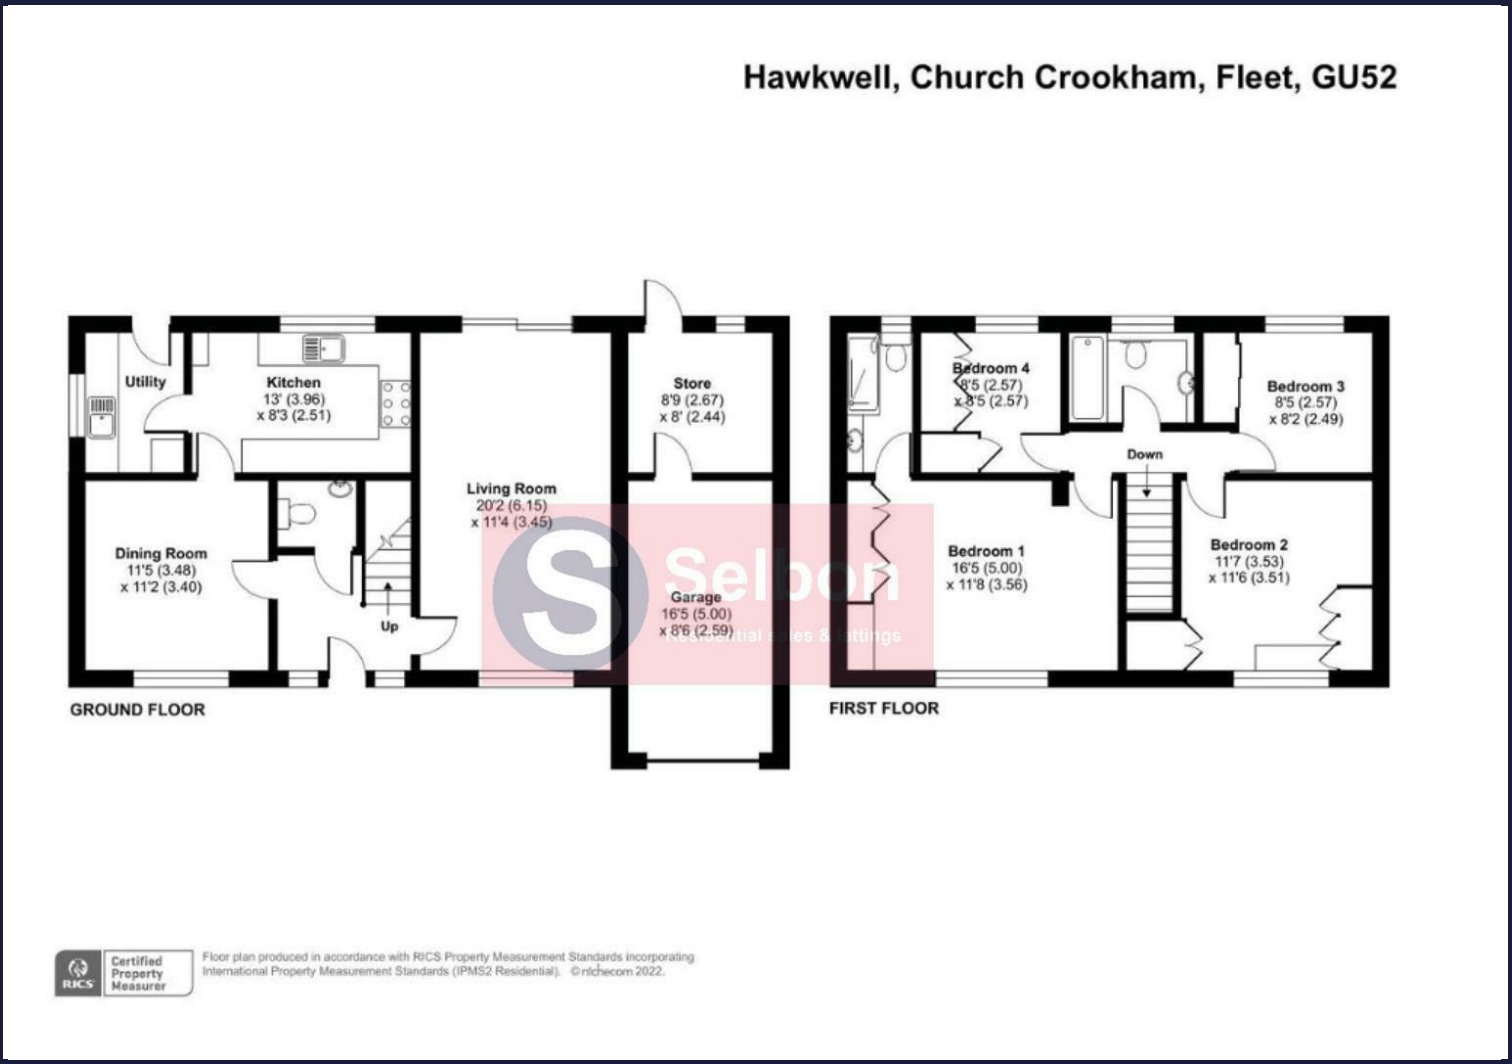 Hawkwell, Church Crookham, Fleet, GU52
Utility
Kitchen
13' (3.96)
x 8'3 (2.51)
Store
8'9 (2.67)
x 8' (2.44)
Living Room
20'2 (6.15)
x 11'4 (3.45)
Dining Room
11'5 (3.48)
x 11'2 (3.40)
Up
Garage
16'5 (5.00)
x 8'6 (2.59)
GROUND FLOOR
Bedroom 4
8'5 (2.57)
x 8'5 (2.57)
Bedroom 3
8'5 (2.57)
x 8'2 (2.49)
Down
Bedroom 1
16'5 (5.00)
x 11'8 (3.56)
Bedroom 2
11'7 (3.53)
x 11'6 (3.51)
FIRST FLOOR
S
Selbon
Residential sales & lettings
RICS
Certified
Property
Measurer
Floor plan produced in accordance with RICS Property Measurement Standards incorporating
International Property Measurement Standards (IPMS2 Residential). ©nichecom 2022.